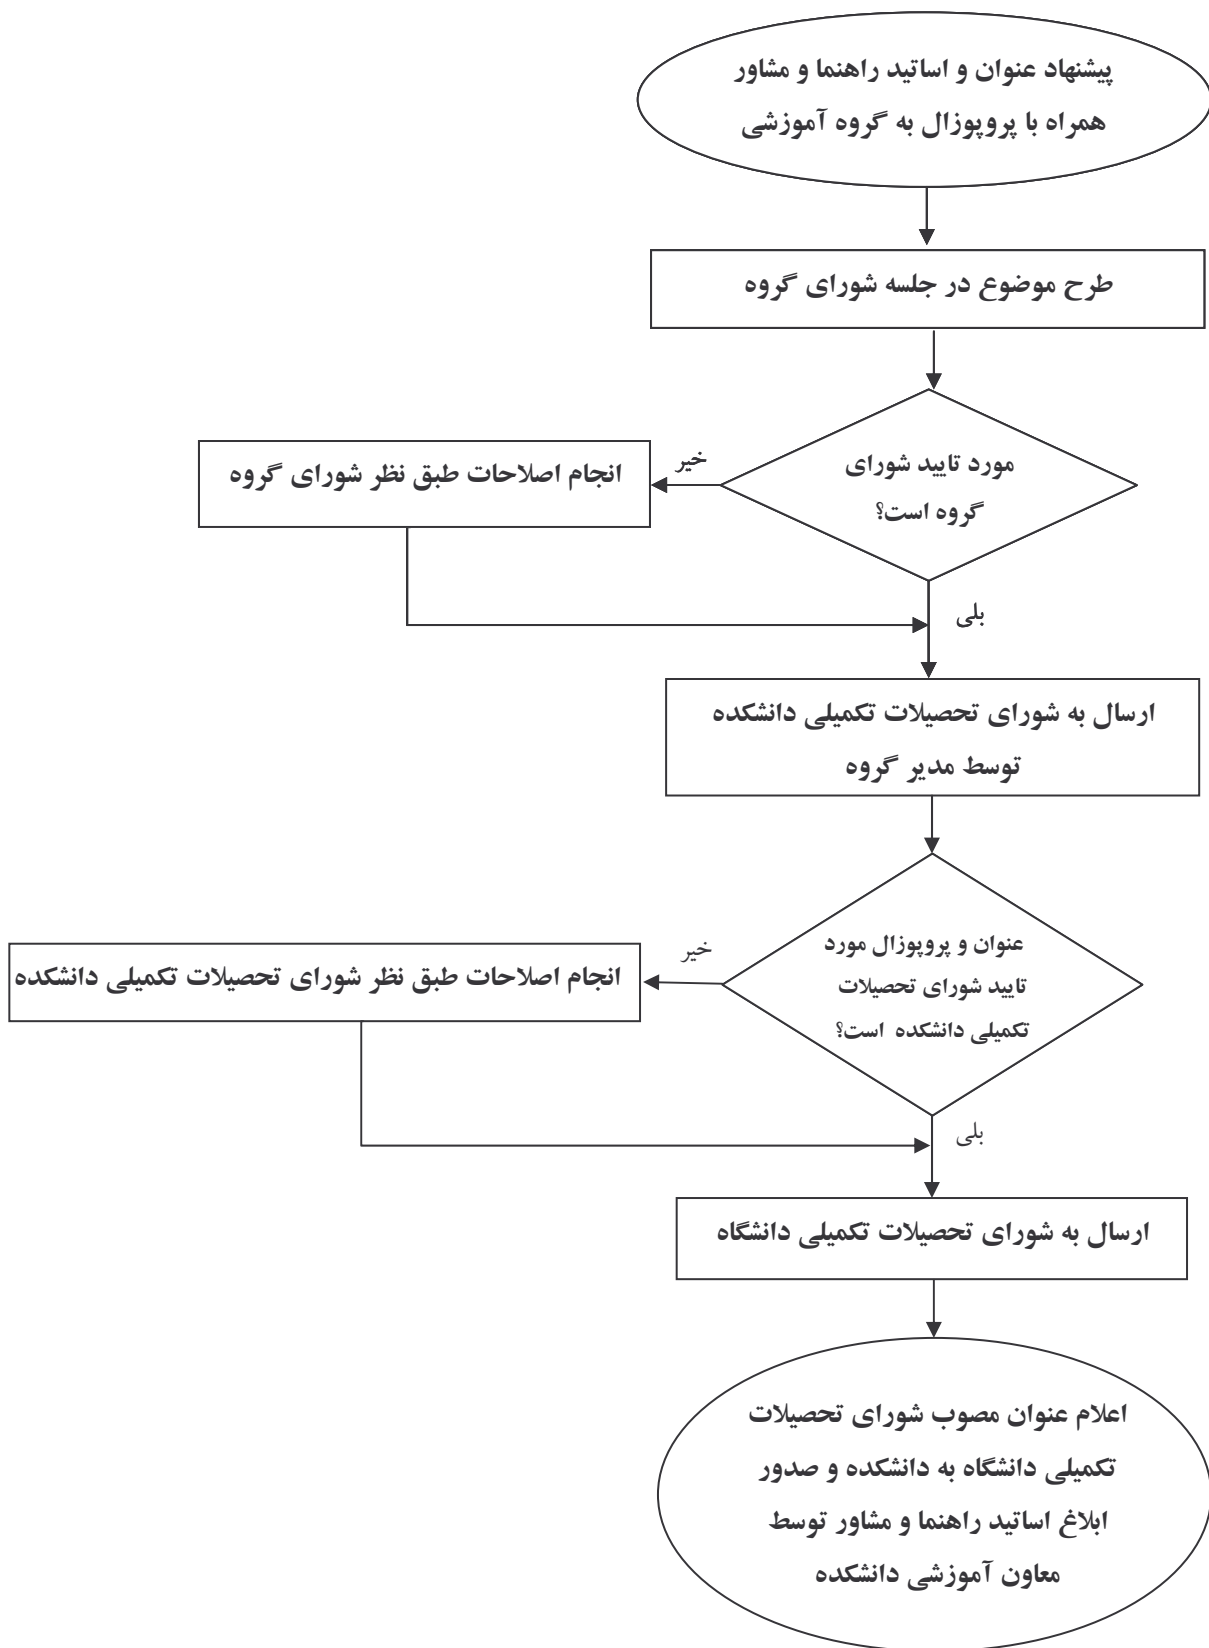 پیشنهاد عنوان و اساتید راهنما و مشاور
همراه با پروپوزال به گروه آموزشی
طرح موضوع در جلسه شورای گروه
مورد تایید شورای
گروه است؟
خیر
انجام اصلاحات طبق نظر شورای گروه
بلی
ارسال به شورای تحصیلات تکمیلی دانشکده
توسط مدیر گروه
عنوان و پروپوزال مورد
تایید شورای تحصیلات
تکمیلی دانشکده است؟
خیر
انجام اصلاحات طبق نظر شورای تحصیلات تکمیلی دانشکده
بلی
ارسال به شورای تحصیلات تکمیلی دانشگاه
اعلام عنوان مصوب شورای تحصیلات
تکمیلی دانشگاه به دانشکده و صدور
ابلاغ اساتید راهنما و مشاور توسط
معاون آموزشی دانشکده